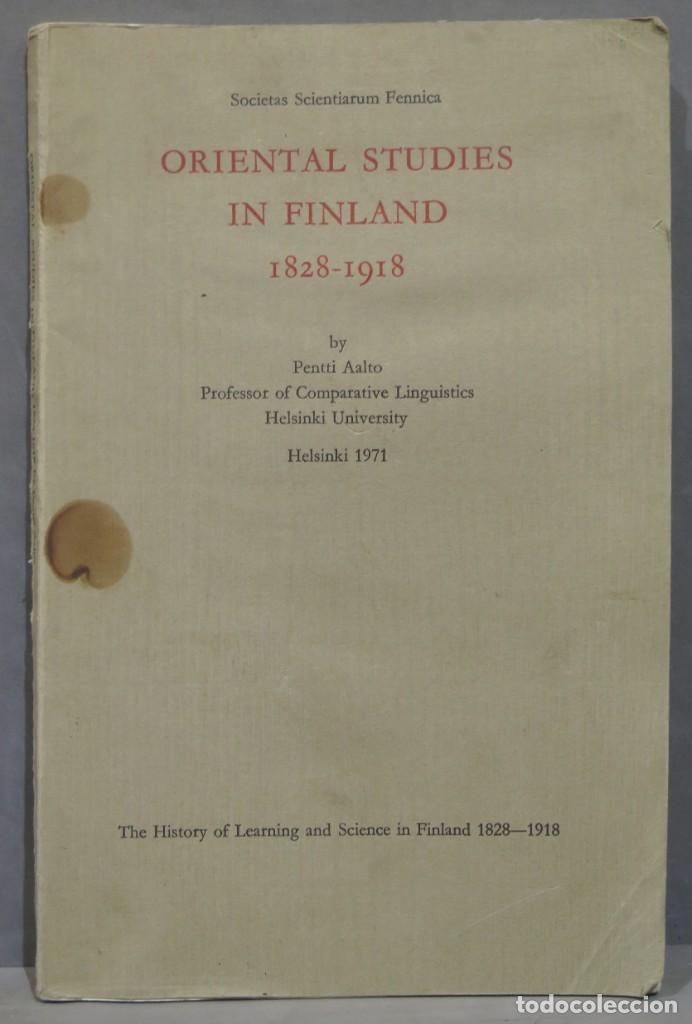 Societas Scientiarum Fennica
ORIENTAL STUDIES
IN FINLAND
1828-1918
by
Pentti Aalto
Professor of Comparative Linguistics
Helsinki University
Helsinki 1971
The History of Learning and Science in Finland 1828—1918
todocoleccion